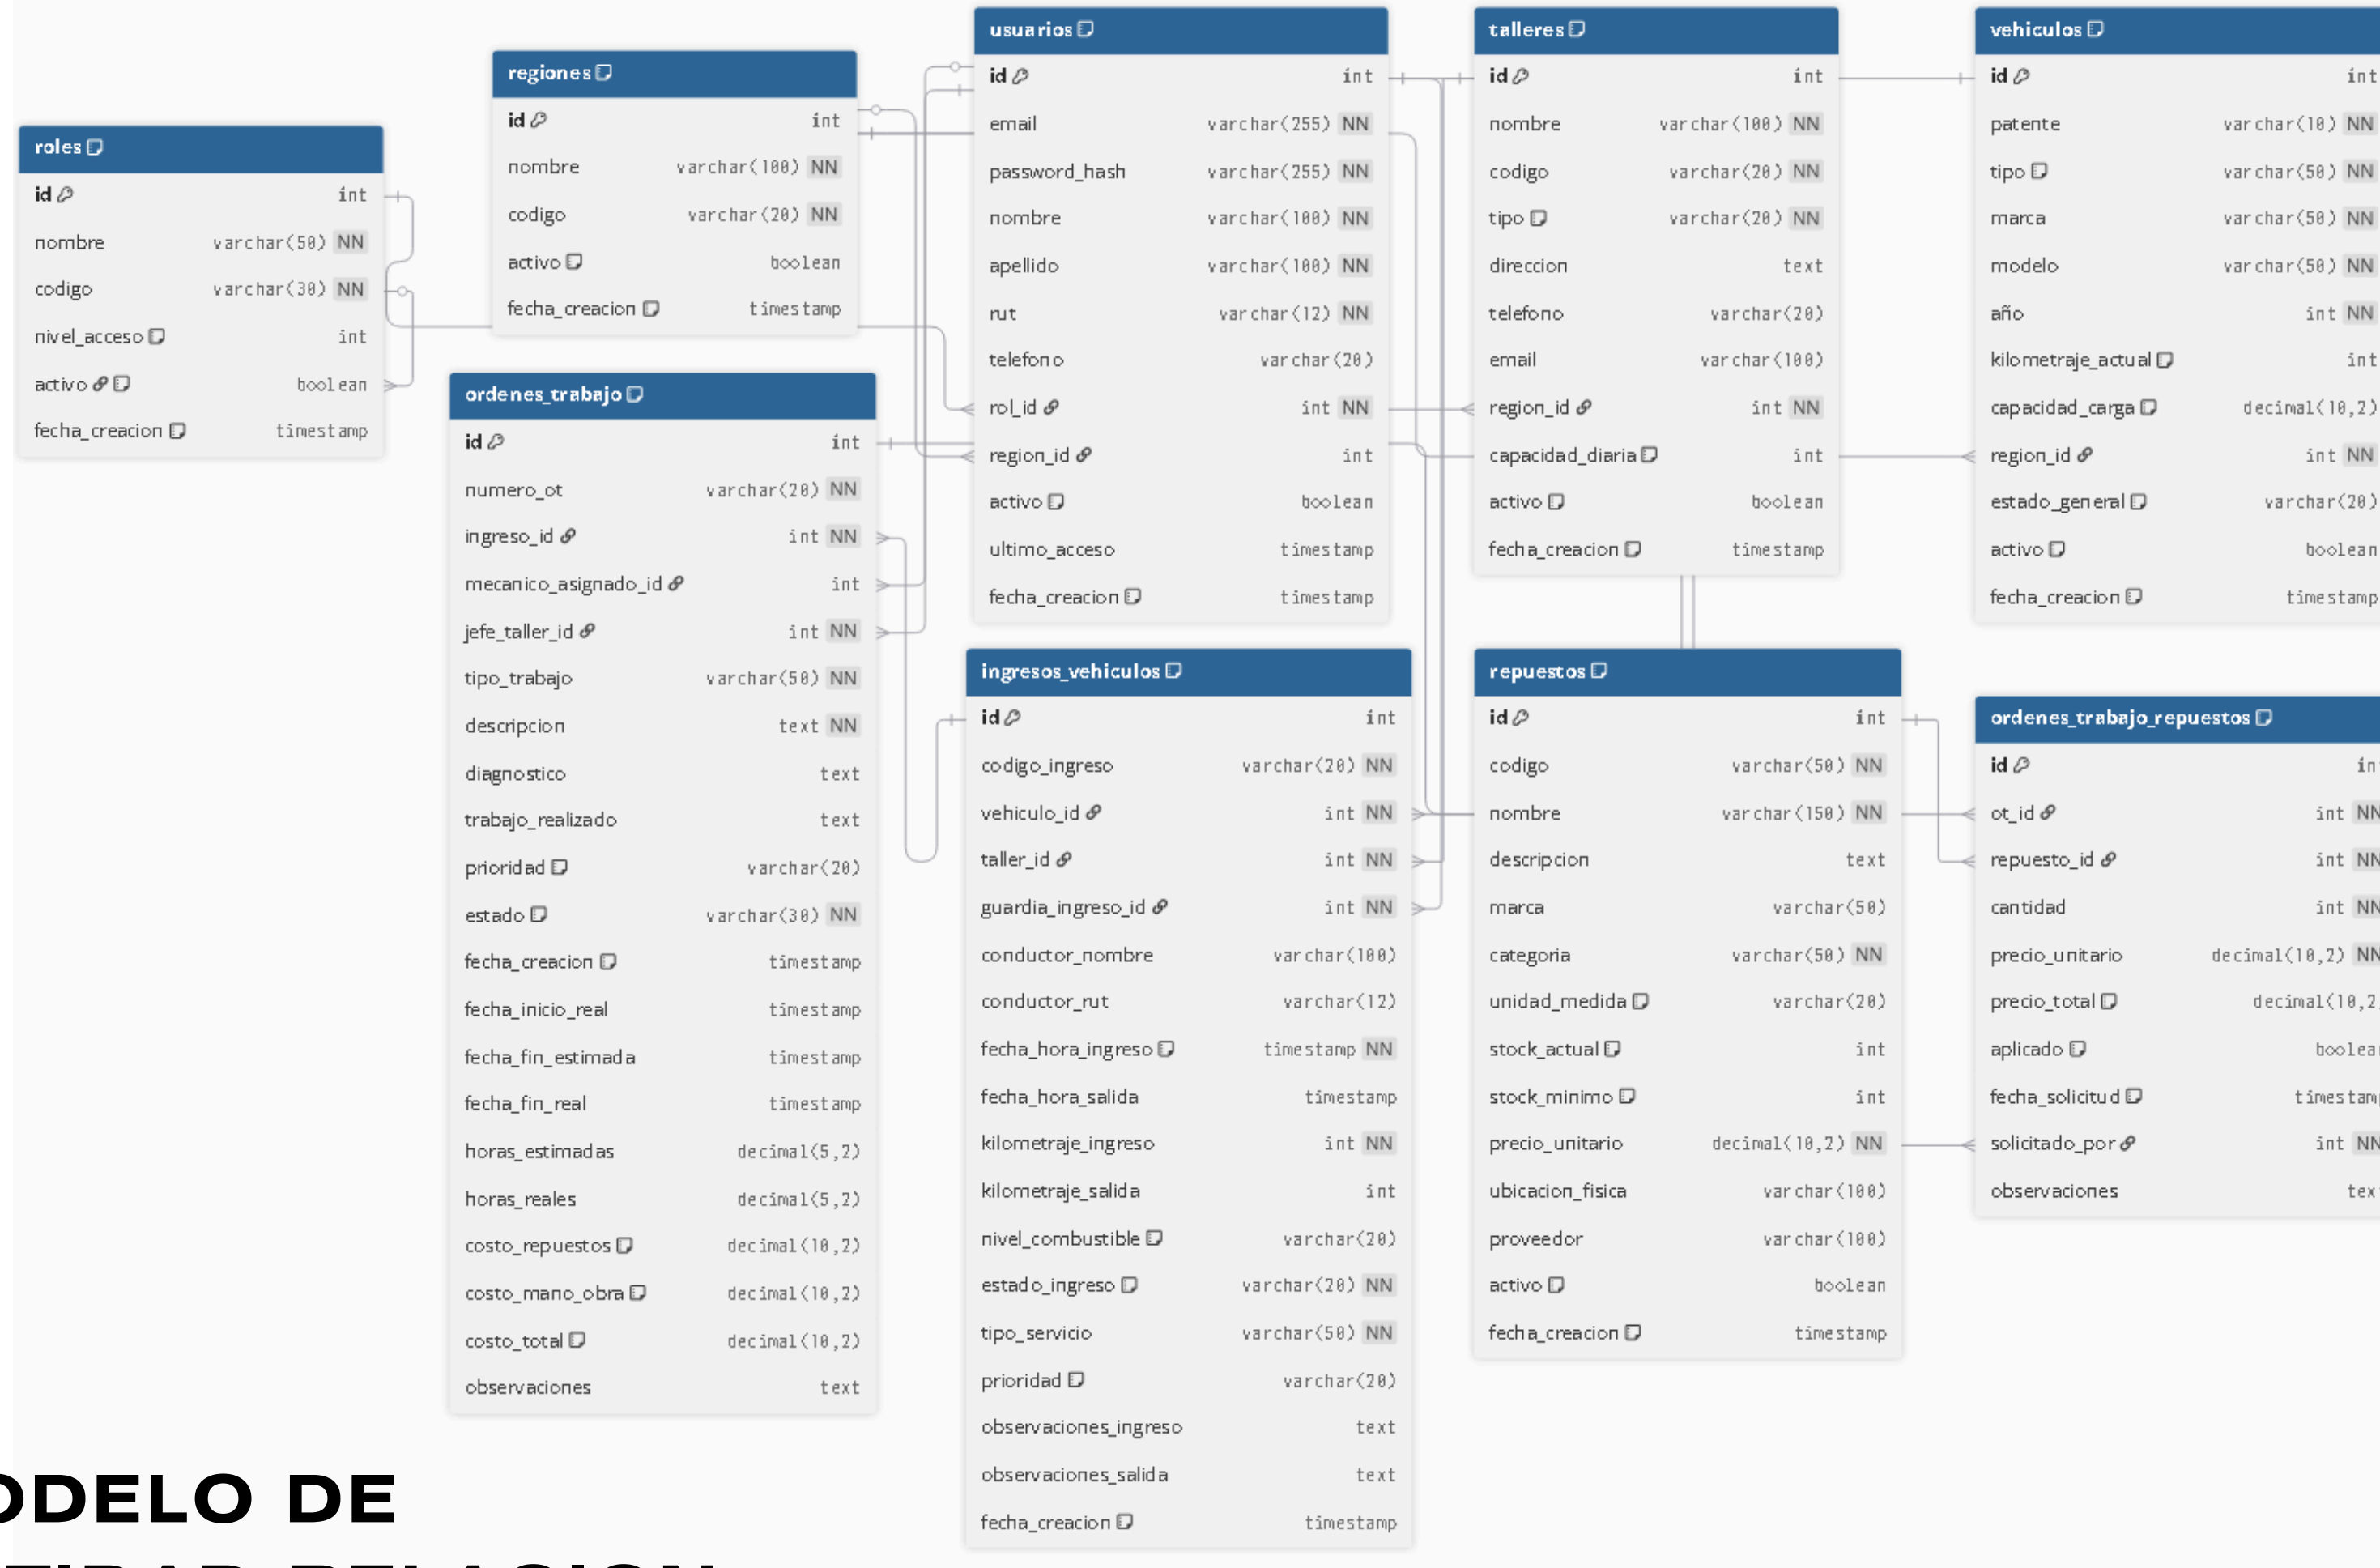 roles
id int
nombre varchar(50) NN
codigo varchar(30) NN
nivel_acceso int
activo boolean
fecha_creacion timestamp
regiones
id int
nombre varchar(100) NN
codigo varchar(20) NN
activo boolean
fecha_creacion timestamp
ordenes_trabajo
id int
numero_ot varchar(20) NN
ingreso_id int NN
mecanico_asignado_id int
jefe_taller_id int NN
tipo_trabajo varchar(50) NN
descripcion text NN
diagnostico text
trabajo_realizado text
prioridad varchar(20)
estado varchar(30) NN
fecha_creacion timestamp
fecha_inicio_real timestamp
fecha_fin_estimada timestamp
fecha_fin_real timestamp
horas_estimadas decimal(5,2)
horas_reales decimal(5,2)
costo_repuestos decimal(10,2)
costo_mano_obra decimal(10,2)
costo_total decimal(10,2)
observaciones text
usuarios
id int
email varchar(255) NN
password_hash varchar(255) NN
nombre varchar(100) NN
apellido varchar(100) NN
rut varchar(12) NN
telefono varchar(20)
rol_id int NN
region_id int
activo boolean
ultimo_acceso timestamp
fecha_creacion timestamp
ingresos_vehiculos
id int
codigo_ingreso varchar(20) NN
vehiculo_id int NN
taller_id int NN
guardia_ingreso_id int NN
conductor_nombre varchar(100)
conductor_rut varchar(12)
fecha_hora_ingreso timestamp NN
fecha_hora_salida timestamp
kilometraje_ingreso int NN
kilometraje_salida int
nivel_combustible varchar(20)
estado_ingreso varchar(20) NN
tipo_servicio varchar(50) NN
prioridad varchar(20)
observaciones_ingreso text
observaciones_salida text
fecha_creacion timestamp
talleres
id int
nombre varchar(100) NN
codigo varchar(20) NN
tipo varchar(20) NN
direccion text
telefono varchar(20)
email varchar(100)
region_id int NN
capacidad_diaria int
activo boolean
fecha_creacion timestamp
repuestos
id int
codigo varchar(50) NN
nombre varchar(150) NN
descripcion text
marca varchar(50)
categoria varchar(50) NN
unidad_medida varchar(20)
stock_actual int
stock_minimo int
precio_unitario decimal(10,2) NN
ubicacion_fisica varchar(100)
proveedor varchar(100)
activo boolean
fecha_creacion timestamp
vehiculos
id int
patente varchar(10) NN
tipo varchar(50) NN
marca varchar(50) NN
modelo varchar(50) NN
año int NN
kilometraje_actual int
capacidad_carga decimal(10,2)
region_id int NN
estado_general varchar(20)
activo boolean
fecha_creacion timestamp
ordenes_trabajo_repuestos
id in
ot_id int NN
repuesto_id int NN
cantidad int NN
precio_unitario decimal(10,2) NN
precio_total decimal(10,2
aplicado boolea
fecha_solicitud timestam
solicitado_por int NN
observaciones tex
ODELO DE
TIDAD RELACION